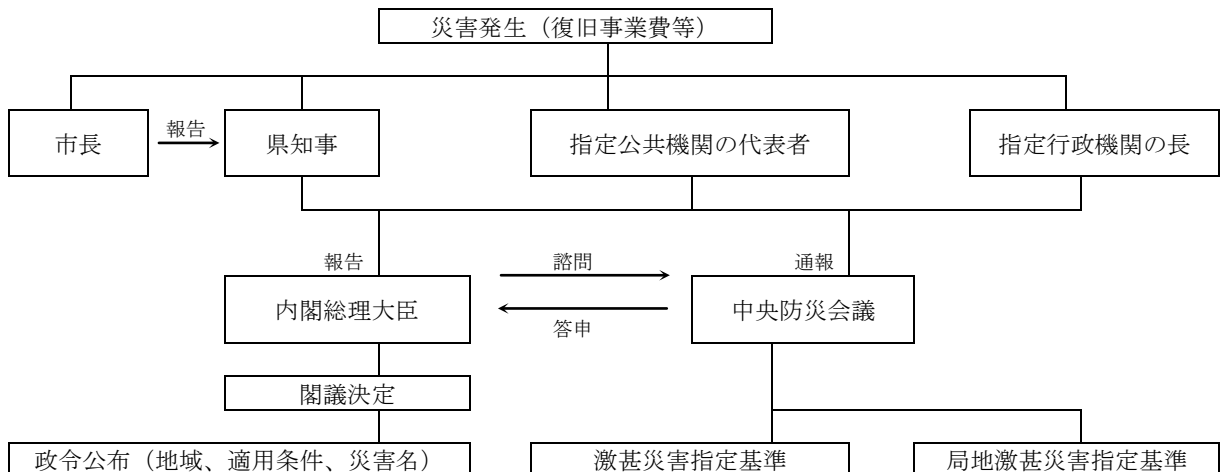 災害発生（復旧事業費等）
市長
報告
県知事
指定公共機関の代表者
指定行政機関の長
報告
諮問
通報
内閣総理大臣
中央防災会議
答申
閣議決定
政令公布（地域、適用条件、災害名）
激甚災害指定基準
局地激甚災害指定基準